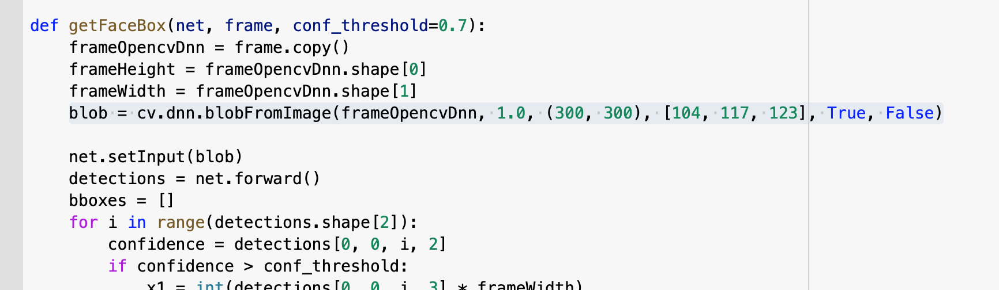 def getFaceBox(net, frame, conf_threshold=0.7):
    frameOpencvDnn = frame.copy()
    frameHeight = frameOpencvDnn.shape[0]
    frameWidth = frameOpencvDnn.shape[1]
    blob = cv.dnn.blobFromImage(frameOpencvDnn, 1.0, (300, 300), [104, 117, 123], True, False)
    net.setInput(blob)
    detections = net.forward()
    bboxes = []
    for i in range(detections.shape[2]):
        confidence = detections[0, 0, i, 2]
        if confidence > conf_threshold:
            x1 = int(detections[0, 0, i, 3] * frameWidth)